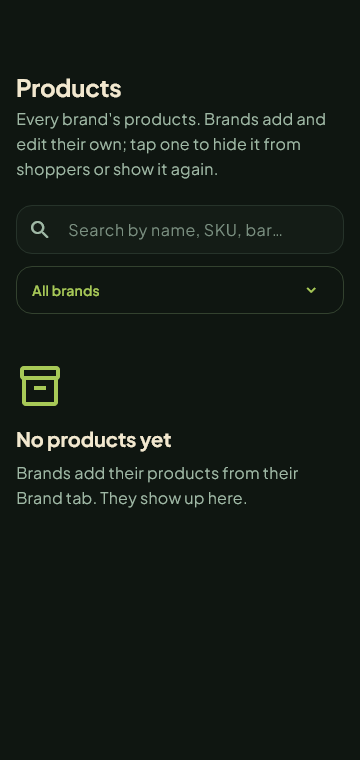 Products
Every brand's products. Brands add and
edit their own; tap one to hide it from
shoppers or show it again.
Search by name, SKU, bar…
All brands
No products yet
Brands add their products from their
Brand tab. They show up here.